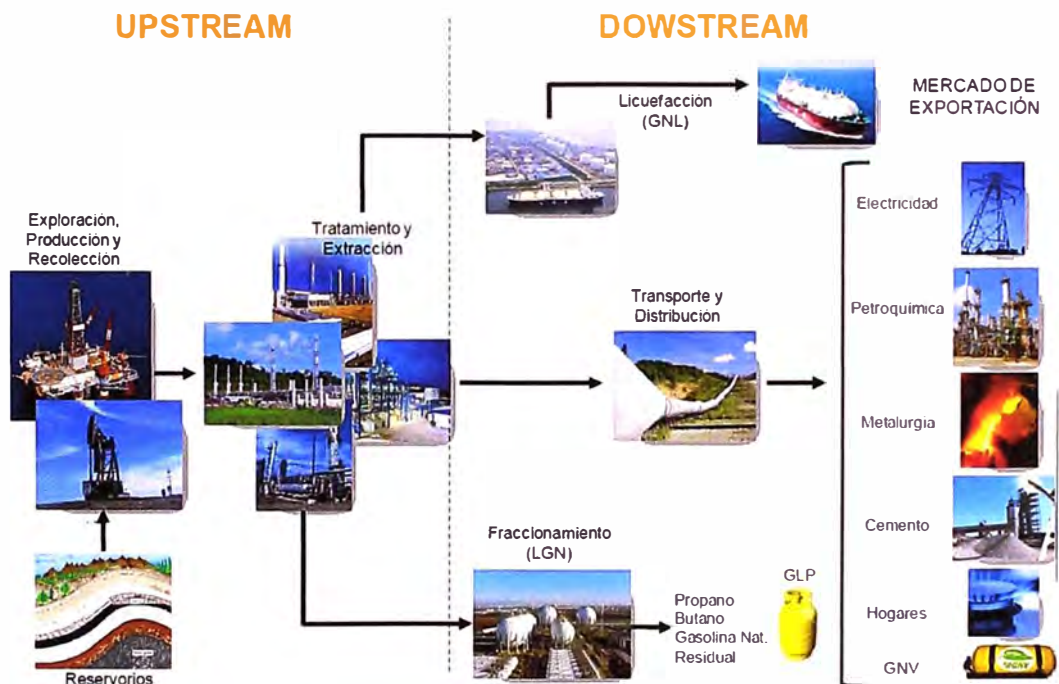 UPSTREAM
DOWSTREAM
Licuefacción
(GNL)
MERCADO DE
EXPORTACIÓN
Exploración,
Producción y
Recolección
Tratamiento y
Extracción
Electricidad
Transporte y
Distribución
Petroquímica
Metalurgia
Cemento
Fraccionamiento
(LGN)
GLP
Propano
Butano
Gasolina Nat.
Residual
Hogares
GNV
Reservorios